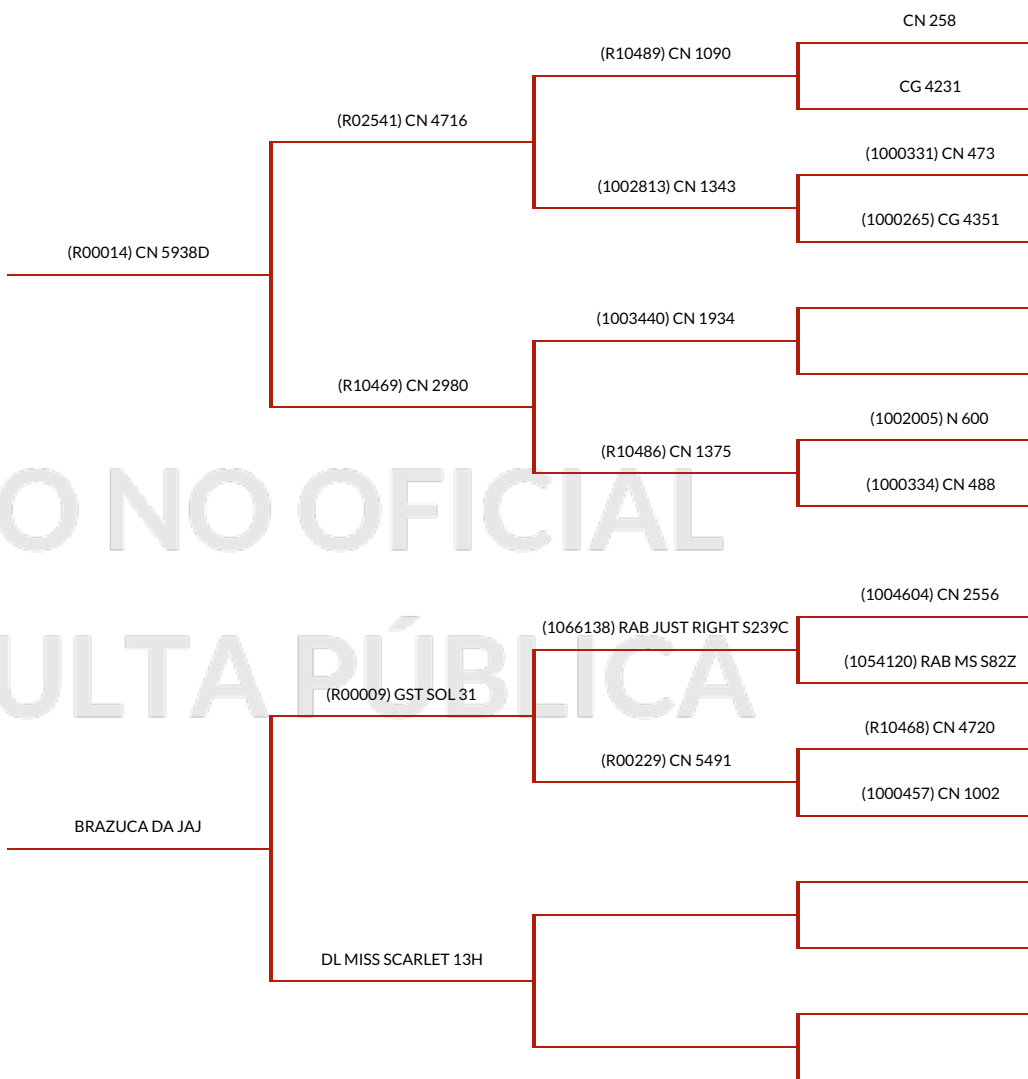 CN 258
(R10489) CN 1090
CG 4231
(R02541) CN 4716
(1000331) CN 473
(1002813) CN 1343
(1000265) CG 4351
(R00014) CN 5938D
(1003440) CN 1934
(R10469) CN 2980
(1002005) N 600
(R10486) CN 1375
(1000334) CN 488
O NO OFICIAL
(1004604) CN 2556
(1066138) RAB JUST RIGHT S239C
(1054120) RAB MS S82Z
ULTA PÚBLICA
(R00009) GST SOL 31
(R10468) CN 4720
(R00229) CN 5491
(1000457) CN 1002
BRAZUCA DA JAJ
DL MISS SCARLET 13H